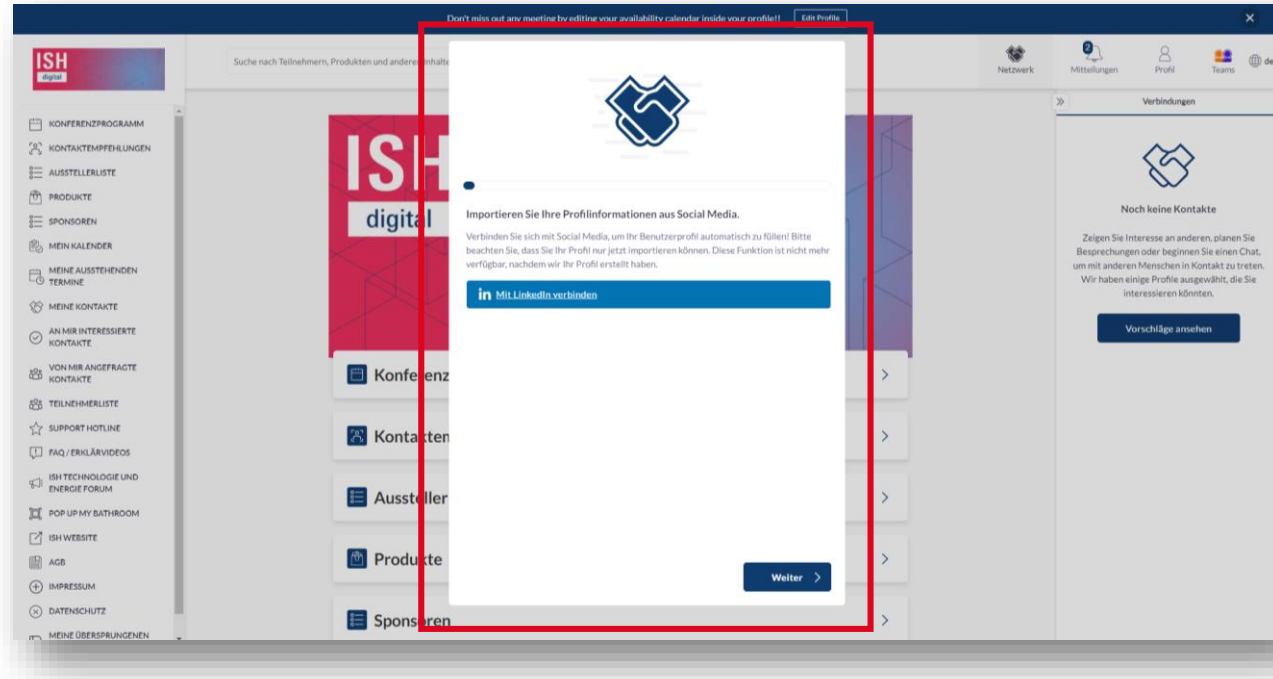 Don't miss out any meeting by editing your availability calendar inside your profile!! Edit Profile
ISH
digital
Suche nach Teilnehmern, Produkten und anderen Inhalte
Netzwerk
2
Mitteilungen
Profil
Teams
de
KONFERENZPROGRAMM
KONTAKTEMPFEHLUNGEN
AUSSTELLERLISTE
PRODUKTE
SPONSOREN
MEIN KALENDER
MEINE AUSSTEHENDEN
TERMINE
MEINE KONTAKTE
AN MIR INTERESSIERTE
KONTAKTE
VON MIR ANGEFRAGTE
KONTAKTE
TEILNEHMERLISTE
SUPPORT HOTLINE
FAQ / ERKLÄRVIDEOS
ISH TECHNOLOGIE UND
ENERGIE FORUM
POP UP MY BATHROOM
ISH WEBSITE
AGB
IMPRESSUM
DATENSCHUTZ
MEINE ÜBERSPRUNGENEN
ISH
digital
Konferenz
Kontakten
Aussteller
Produkte
Sponsoren
Importieren Sie Ihre Profilinformationen aus Social Media.
Verbinden Sie sich mit Social Media, um Ihr Benutzerprofil automatisch zu füllen! Bitte
beachten Sie, dass Sie Ihr Profil nur jetzt importieren können. Diese Funktion ist nicht mehr
verfügbar, nachdem wir Ihr Profil erstellt haben.
in Mit LinkedIn verbinden
Weiter
Verbindungen
Noch keine Kontakte
Zeigen Sie Interesse an anderen, planen Sie
Besprechungen oder beginnen Sie einen Chat,
um mit anderen Menschen in Kontakt zu treten.
Wir haben einige Profile ausgewählt, die Sie
interessieren könnten.
Vorschläge ansehen